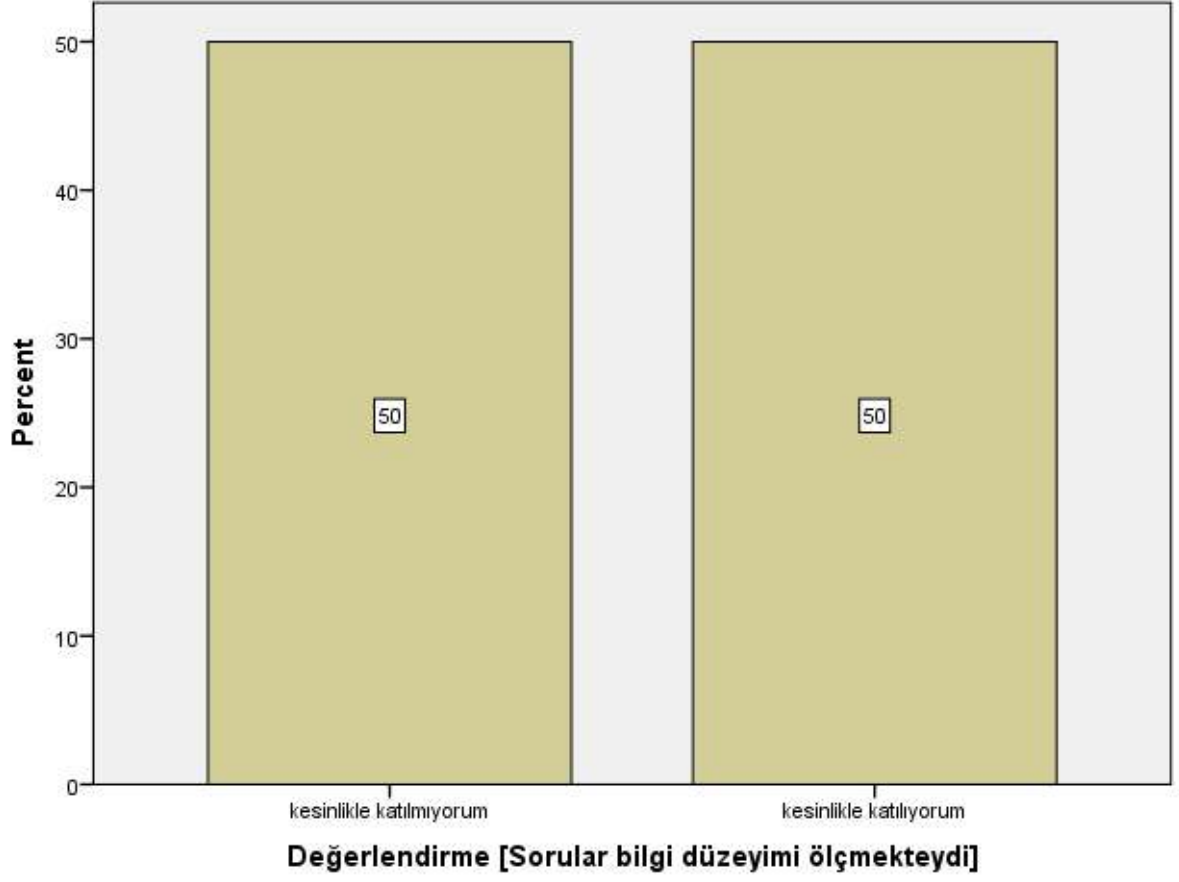 Percent
50
40
30
20
10
0
50
50
kesinlikle katılmıyorum
kesinlikle katılıyorum
Değerlendirme [Sorular bilgi düzeyimi ölçmekteydi]